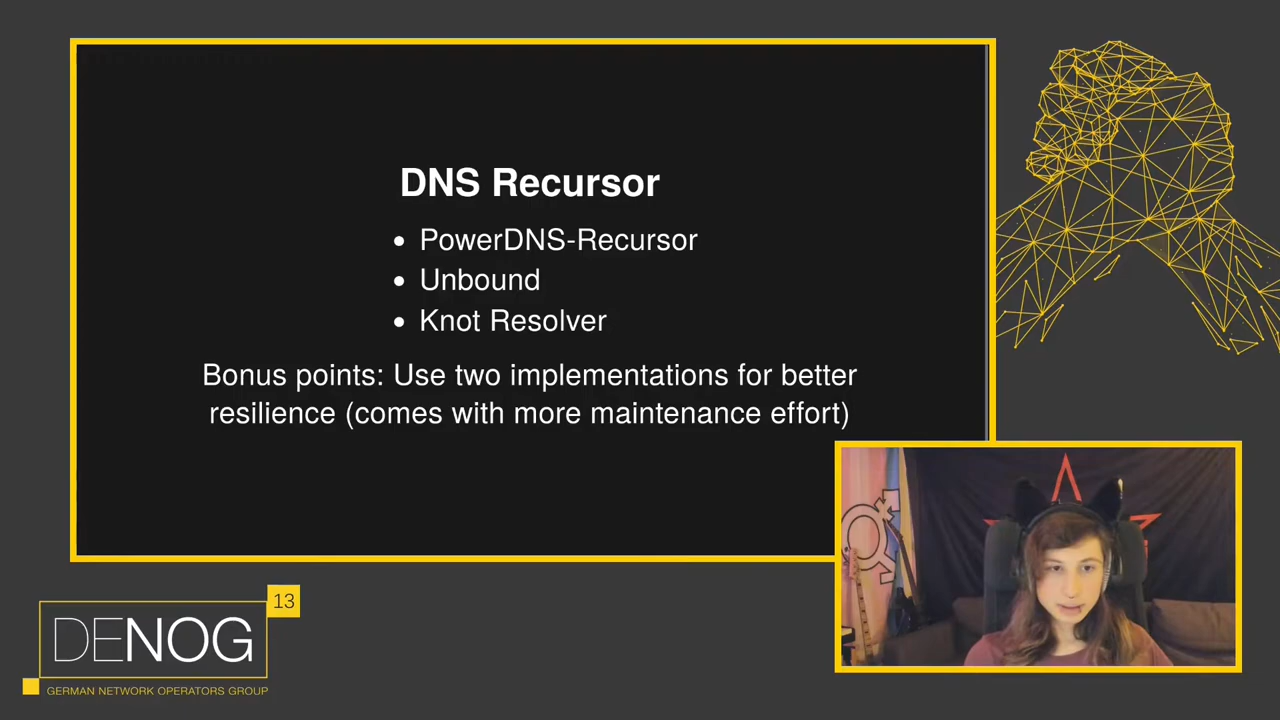 DNS Recursor
PowerDNS-Recursor
Unbound
Knot Resolver
Bonus points: Use two implementations for better
resilience (comes with more maintenance effort)
13
DENOG
GERMAN NETWORK OPERATORS GROUP